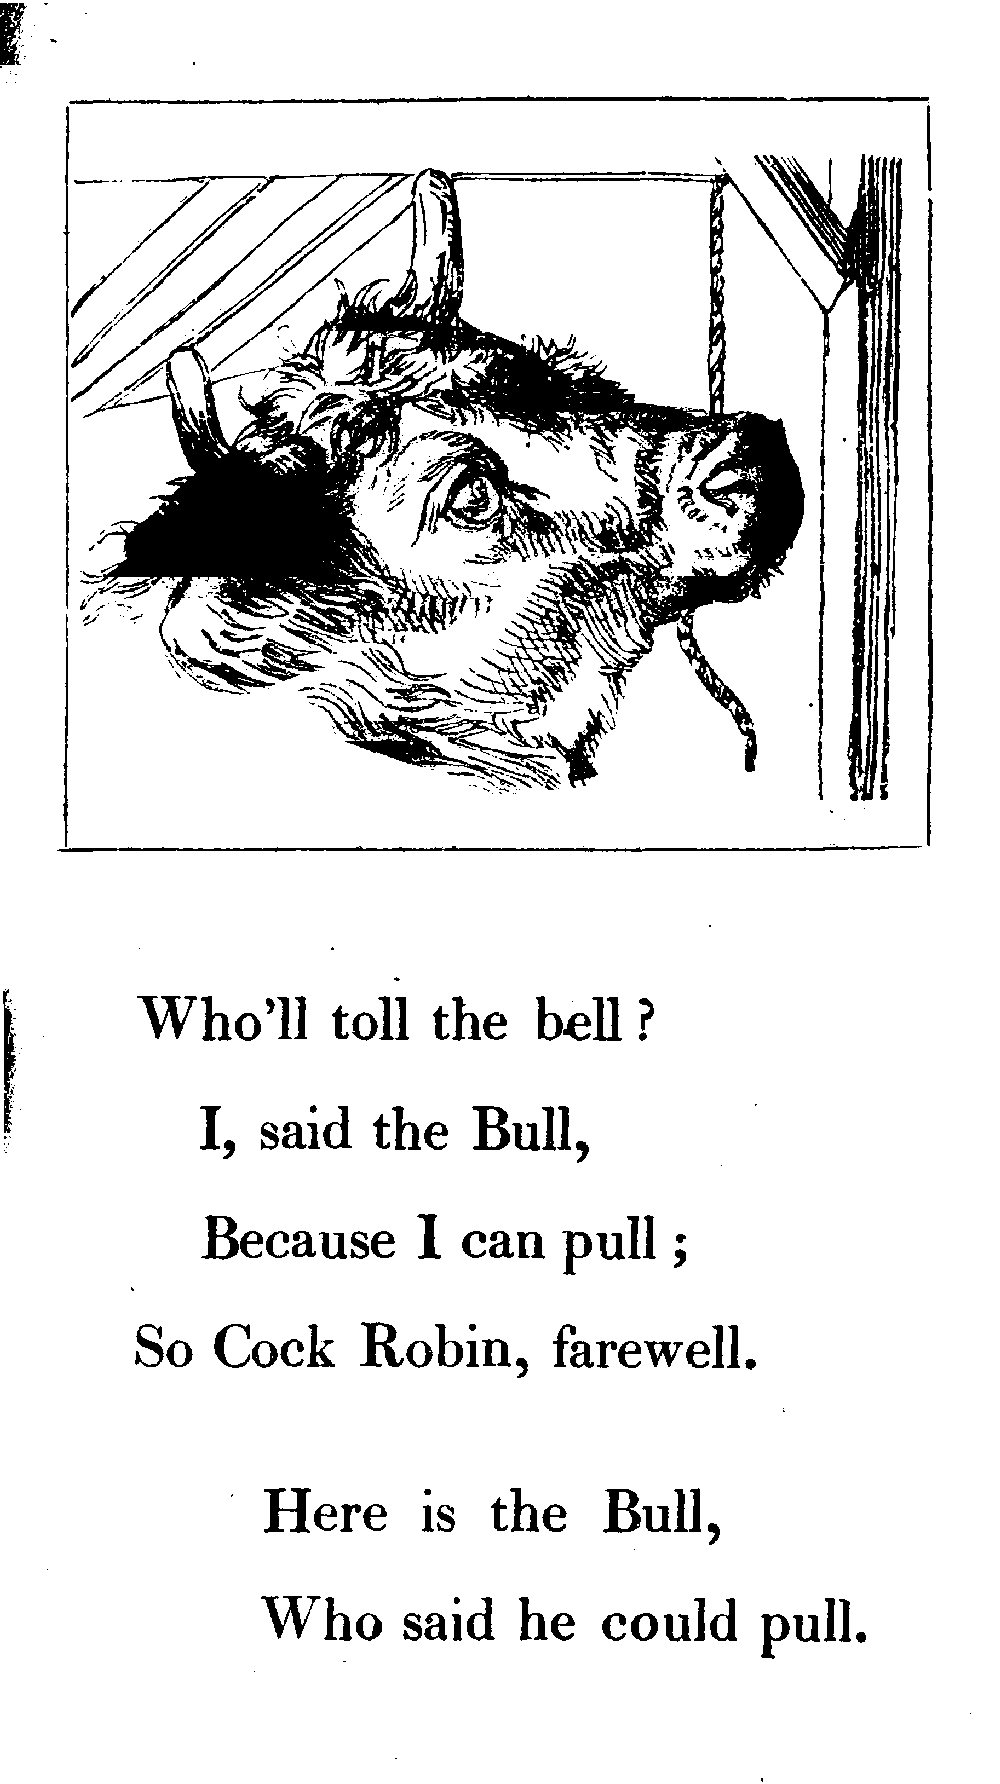 Who'll toll the bell ?
I, said the Bull,
Because I can pull ;
So Cock Robin, farewell.
Here is the Bull,
Who said he could pull.